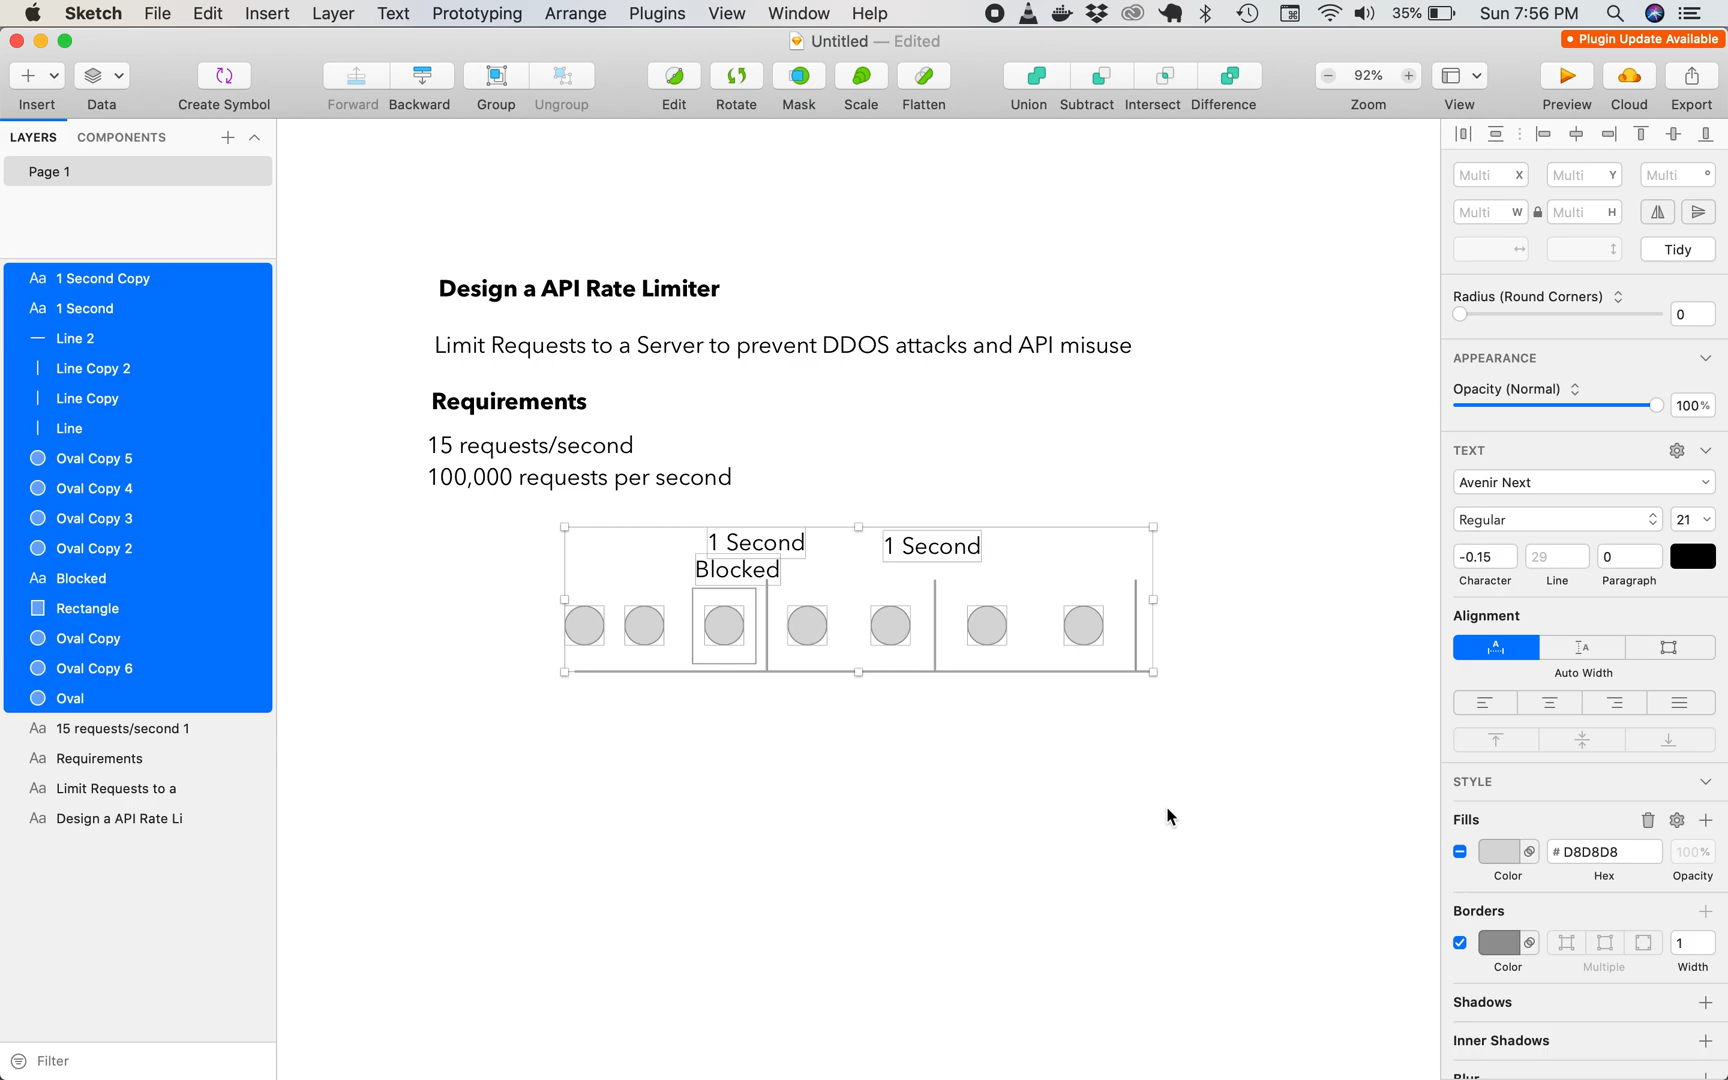 Sketch File Edit Insert Layer Text Prototyping Arrange Plugins View Window Help 35% Sun 7:56 PM
Untitled — Edited
Plugin Update Available
92%
Insert Data Create Symbol Forward Backward Group Ungroup Edit Rotate Mask Scale Flatten Union Subtract Intersect Difference Zoom View Preview Cloud Export
LAYERS COMPONENTS
Page 1
Aa 1 Second Copy
Aa 1 Second
Line 2
Line Copy 2
Line Copy
Line
Oval Copy 5
Oval Copy 4
Oval Copy 3
Oval Copy 2
Aa Blocked
Rectangle
Oval Copy
Oval Copy 6
Oval
Aa 15 requests/second 1
Aa Requirements
Aa Limit Requests to a
Aa Design a API Rate Li
Filter
Design a API Rate Limiter
Limit Requests to a Server to prevent DDOS attacks and API misuse
Requirements
15 requests/second
100,000 requests per second
1 Second 1 Second
Blocked
Multi X Multi Y Multi °
Multi W Multi H
Tidy
Radius (Round Corners)
0
APPEARANCE
Opacity (Normal)
100%
TEXT
Avenir Next
Regular 21
-0.15 29 0
Character Line Paragraph
Alignment
A A
Auto Width
STYLE
Fills
# D8D8D8 100%
Color Hex Opacity
Borders
1
Color Multiple Width
Shadows
Inner Shadows
Blur